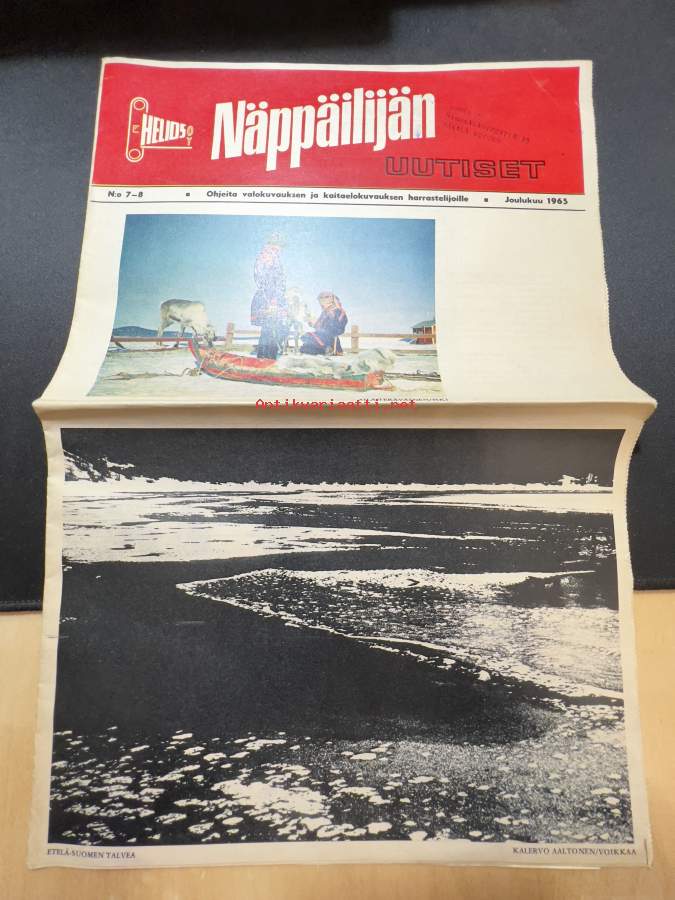 HELIOS OY
Näppäilijän
UUTISET
N:o 7—8 • Ohjeita valokuvauksen ja kaitaelokuvauksen harrastelijoille • Joulukuu 1965
Antikvariaatti.net
ETELÄ-SUOMEN TALVEA
KALERVO AALTONEN/VOIKKAA